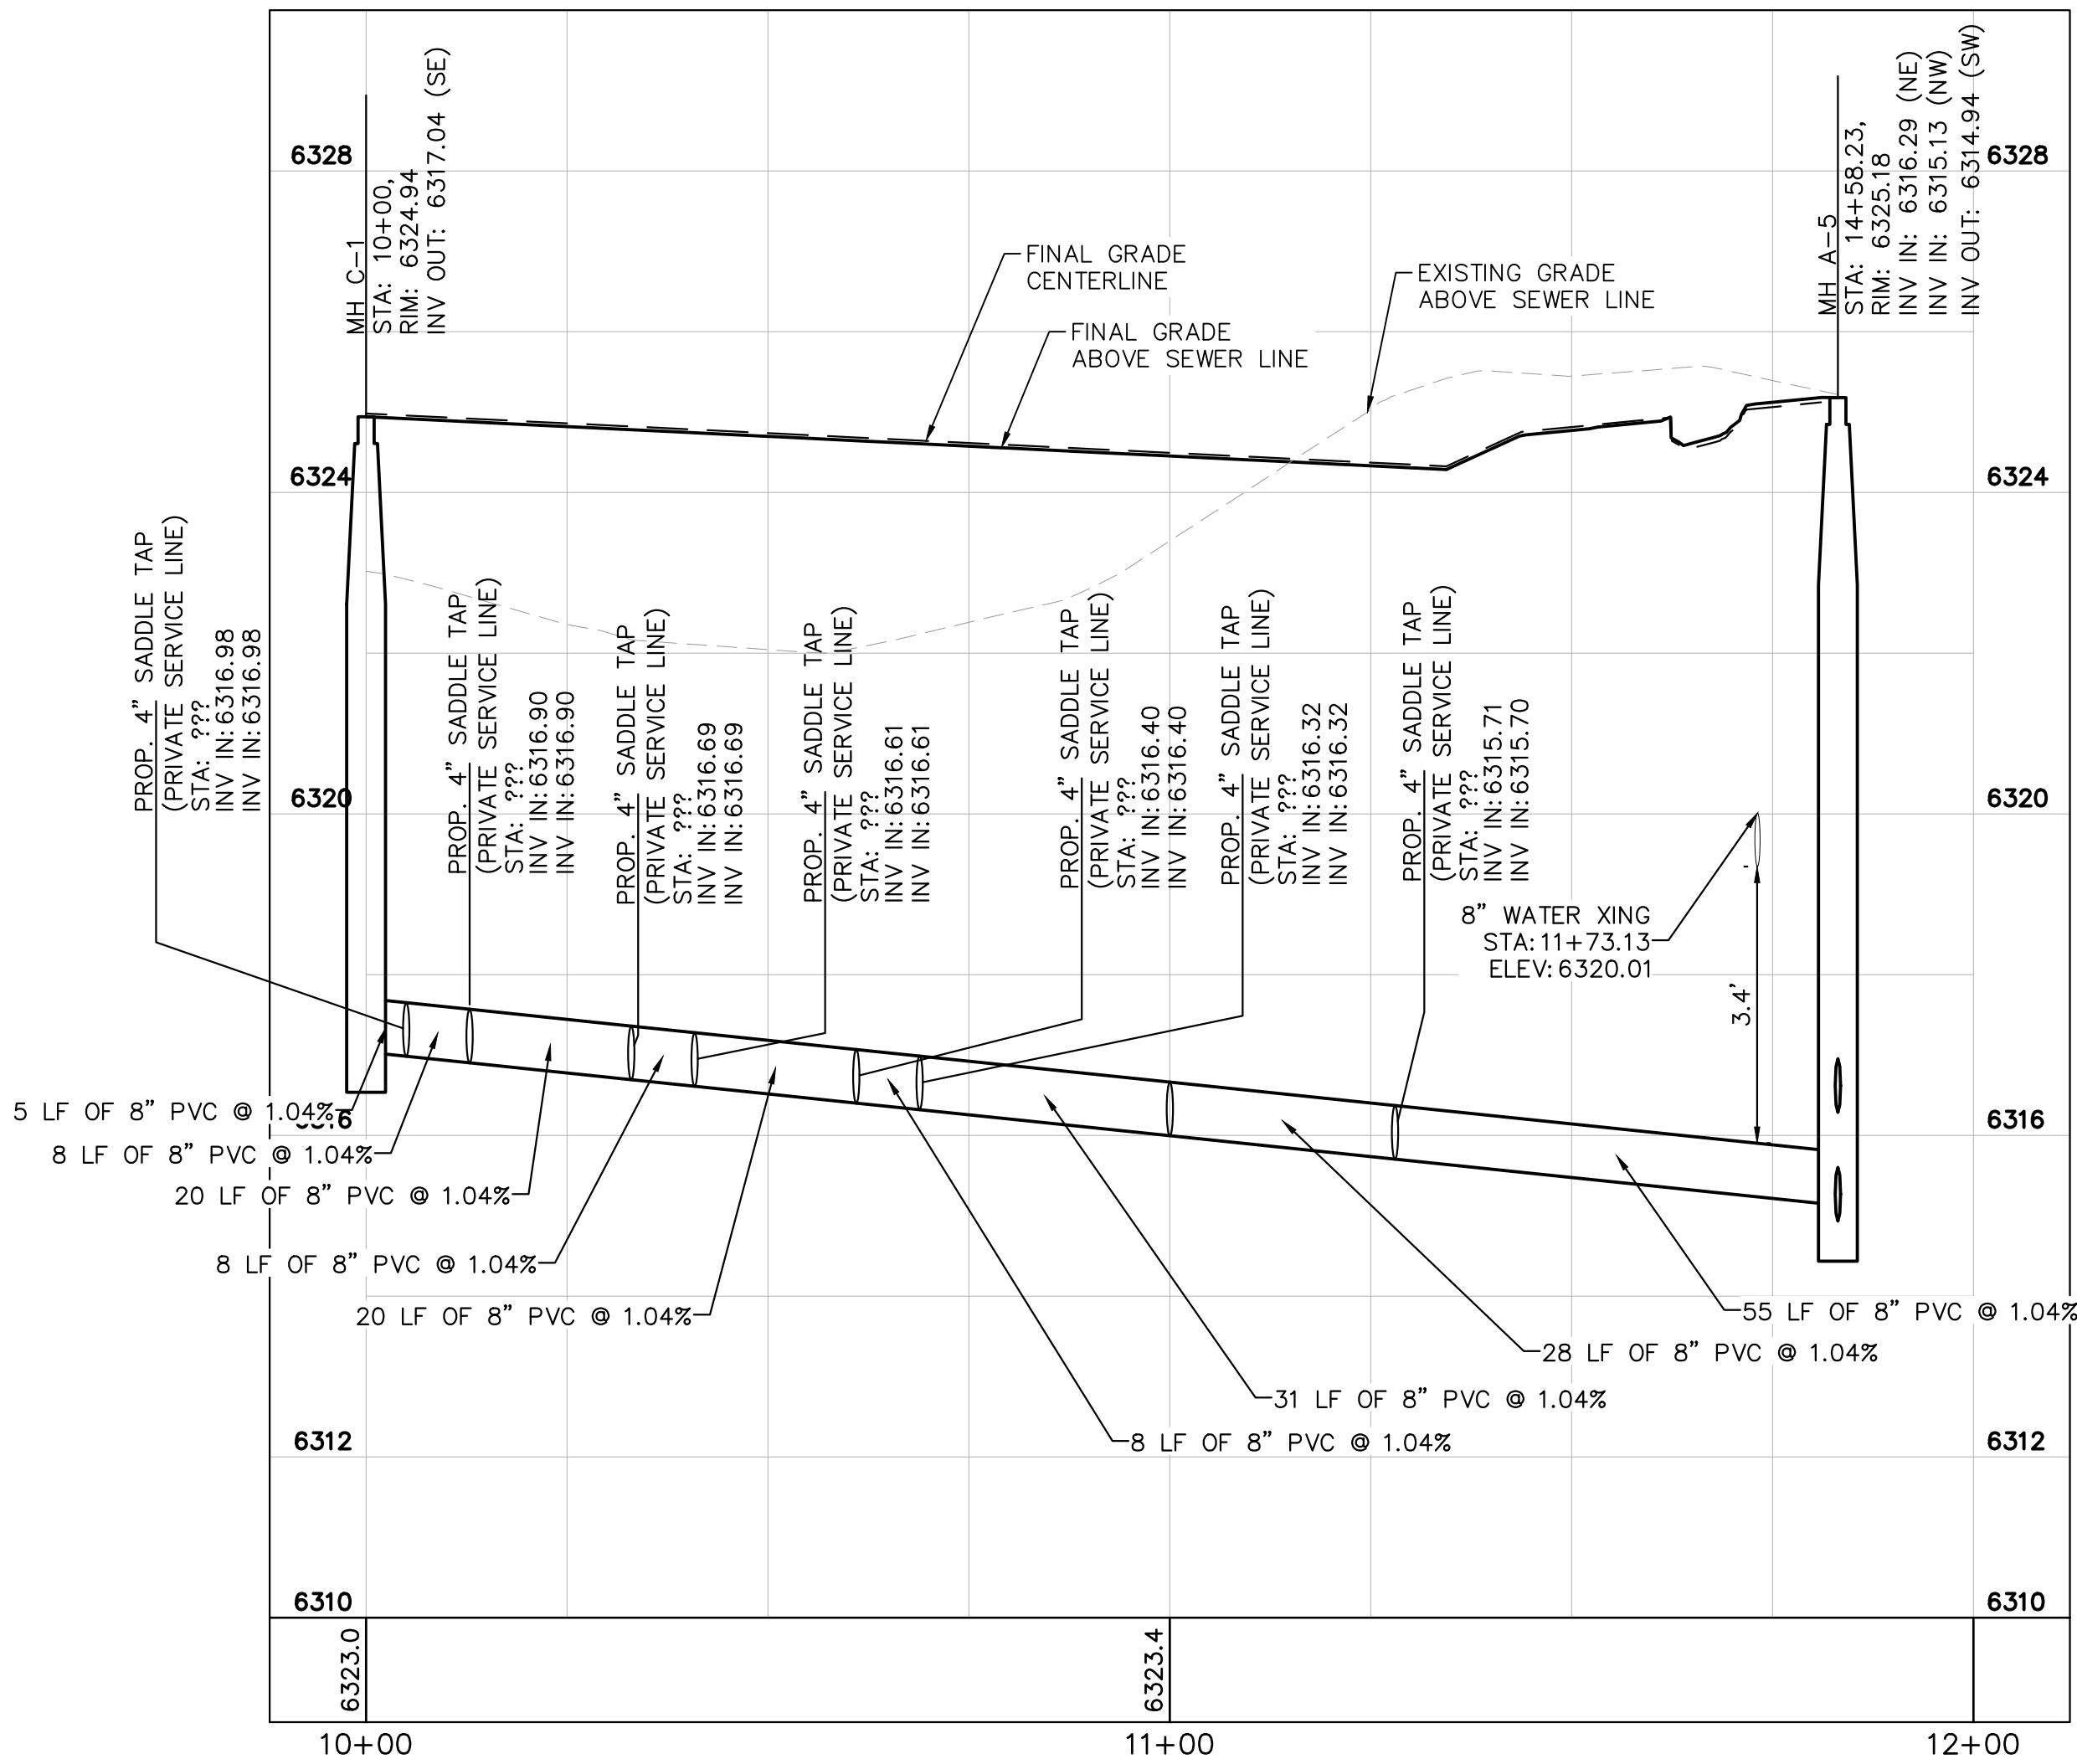 MH C-1
STA: 10+00,
RIM: 6324.94
INV OUT: 6317.04 (SE)
MH A-5
STA: 14+58.23,
RIM: 6325.18
INV IN: 6316.29 (NE)
INV IN: 6315.13 (NW)
INV OUT: 6314.94 (SW)
6328
6328
FINAL GRADE
CENTERLINE
FINAL GRADE
ABOVE SEWER LINE
EXISTING GRADE
ABOVE SEWER LINE
6324
6324
PROP. 4" SADDLE TAP
(PRIVATE SERVICE LINE)
STA: ???
INV IN:6316.98
INV IN:6316.98
PROP. 4" SADDLE TAP
(PRIVATE SERVICE LINE)
STA: ???
INV IN:6316.90
INV IN:6316.90
PROP. 4" SADDLE TAP
(PRIVATE SERVICE LINE)
STA: ???
INV IN:6316.69
INV IN:6316.69
PROP. 4" SADDLE TAP
(PRIVATE SERVICE LINE)
STA: ???
INV IN:6316.61
INV IN:6316.61
PROP. 4" SADDLE TAP
(PRIVATE SERVICE LINE)
STA: ???
INV IN:6316.40
INV IN:6316.40
PROP. 4" SADDLE TAP
(PRIVATE SERVICE LINE)
STA: ???
INV IN:6316.32
INV IN:6316.32
PROP. 4" SADDLE TAP
(PRIVATE SERVICE LINE)
STA: ???
INV IN:6315.71
INV IN:6315.70
6320
6320
8" WATER XING
STA:11+73.13
ELEV:6320.01
3.4'
6316
5 LF OF 8" PVC @ 1.04%
8 LF OF 8" PVC @ 1.04%
20 LF OF 8" PVC @ 1.04%
8 LF OF 8" PVC @ 1.04%
20 LF OF 8" PVC @ 1.04%
8 LF OF 8" PVC @ 1.04%
31 LF OF 8" PVC @ 1.04%
28 LF OF 8" PVC @ 1.04%
55 LF OF 8" PVC @ 1.04%
6312
6312
6310
6310
6323.0
6323.4
10+00
11+00
12+00